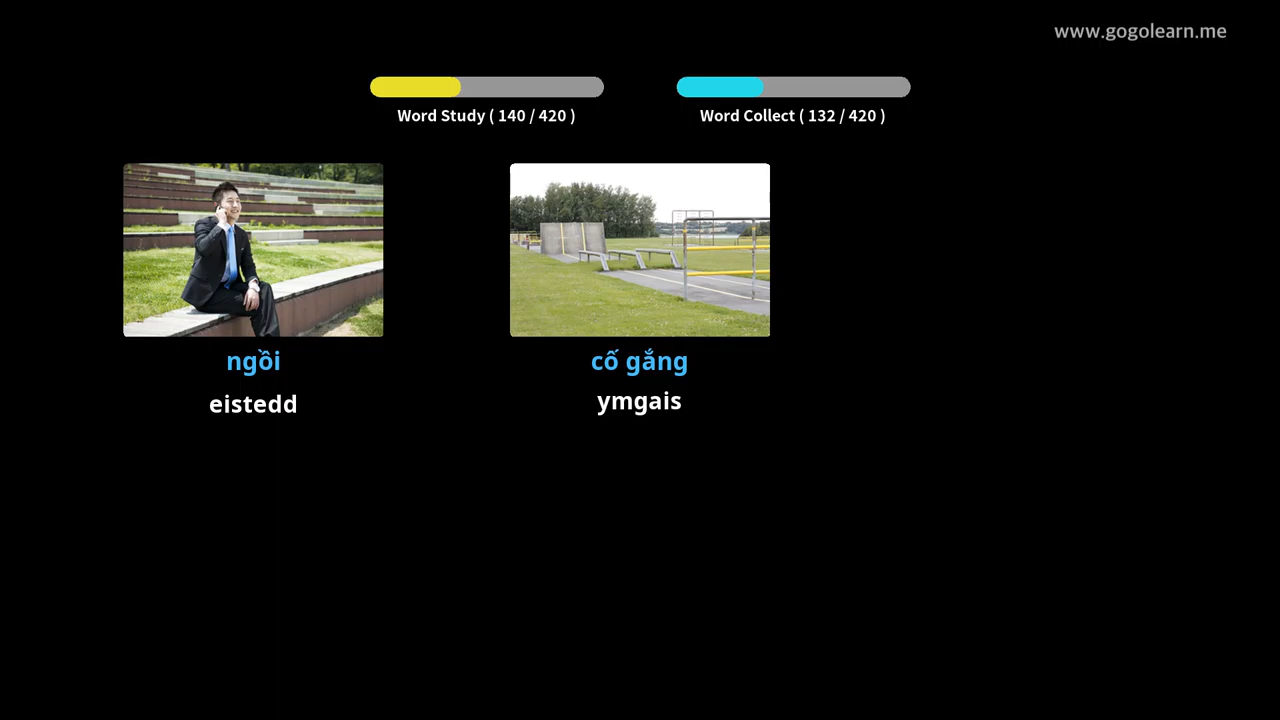 www.gogolearn.me
Word Study ( 140 / 420 )
Word Collect ( 132 / 420 )
ngồi
cố gắng
eistedd
ymgais